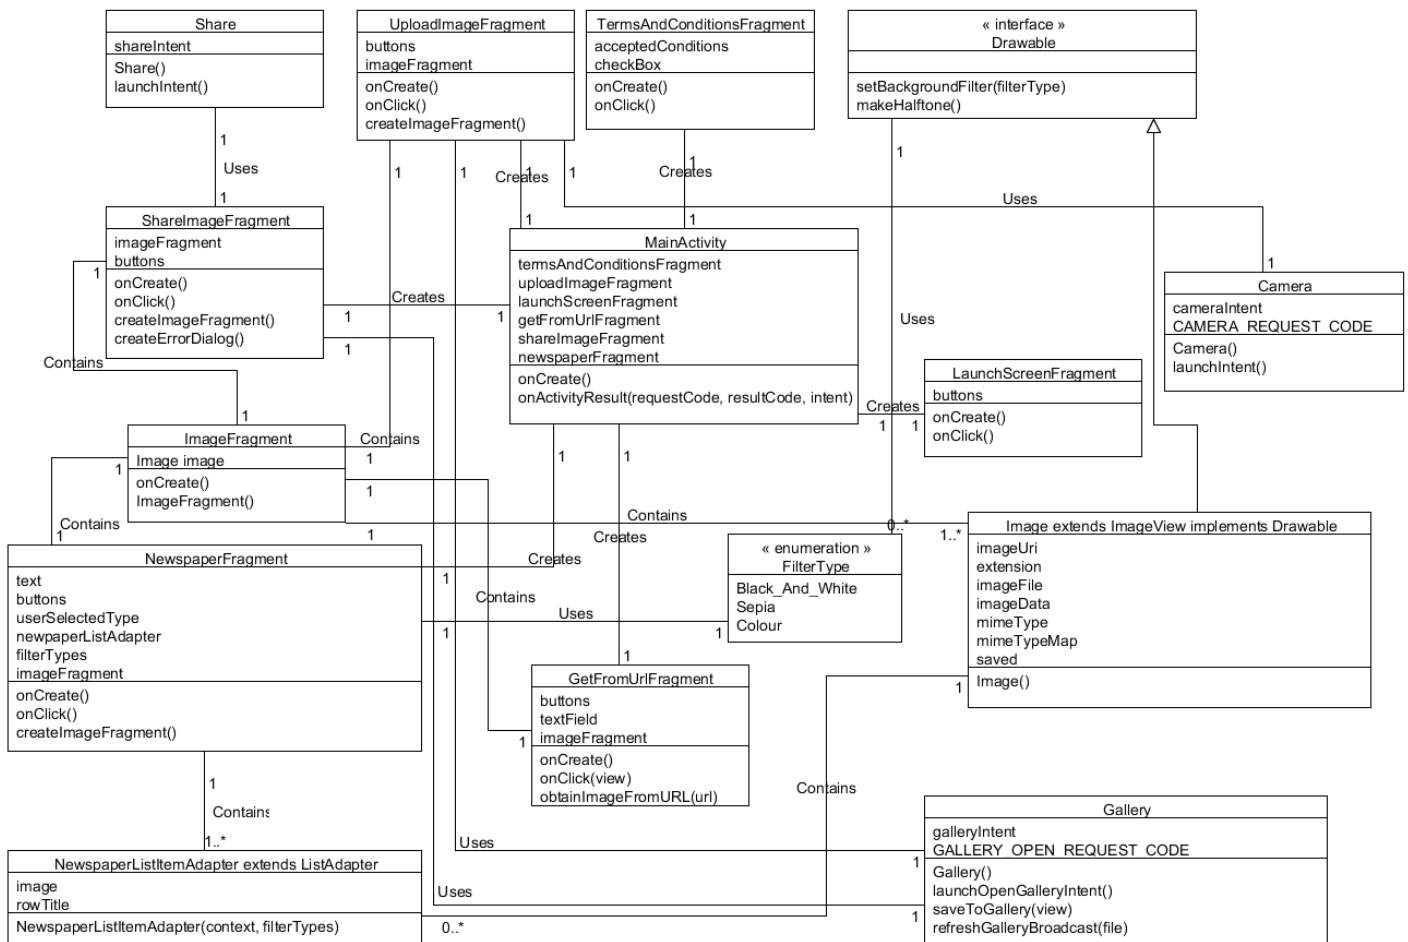 Share
shareIntent
Share()
launchIntent()
UploadImageFragment
buttons
imageFragment
onCreate()
onClick()
createImageFragment()
TermsAndConditionsFragment
acceptedConditions
checkBox
onCreate()
onClick()
« interface »
Drawable
setBackgroundFilter(filterType)
makeHalftone()
1
Uses
1
1
1
Creates
1
1
1
1
Creates
1
1
Uses
1
Uses
0..*
ShareImageFragment
imageFragment
buttons
onCreate()
onClick()
createImageFragment()
createErrorDialog()
1
Contains
1
Creates
1
1
1
MainActivity
termsAndConditionsFragment
uploadImageFragment
launchScreenFragment
getFromUrlFragment
shareImageFragment
newspaperFragment
onCreate()
onActivityResult(requestCode, resultCode, intent)
Camera
cameraIntent
CAMERA_REQUEST_CODE
Camera()
launchIntent()
Creates
1
1
LaunchScreenFragment
buttons
onCreate()
onClick()
ImageFragment
Image image
onCreate()
ImageFragment()
Contains
1
1
1
1
Contains
1
Contains
1..*
1
1
Creates
Creates
1
1
NewspaperFragment
text
buttons
userSelectedType
newpaperListAdapter
filterTypes
imageFragment
onCreate()
onClick()
createImageFragment()
Contains
1
Uses
1
1
« enumeration »
FilterType
Black_And_White
Sepia
Colour
Image extends ImageView implements Drawable
imageUri
extension
imageFile
imageData
mimeType
mimeTypeMap
saved
Image()
1
GetFromUrlFragment
buttons
textField
imageFragment
onCreate()
onClick(view)
obtainImageFromURL(url)
1
Contains
1..*
Contains
Uses
1
Uses
1
0..*
NewspaperListItemAdapter extends ListAdapter
image
rowTitle
NewspaperListItemAdapter(context, filterTypes)
Gallery
galleryIntent
GALLERY_OPEN_REQUEST_CODE
Gallery()
launchOpenGalleryIntent()
saveToGallery(view)
refreshGalleryBroadcast(file)